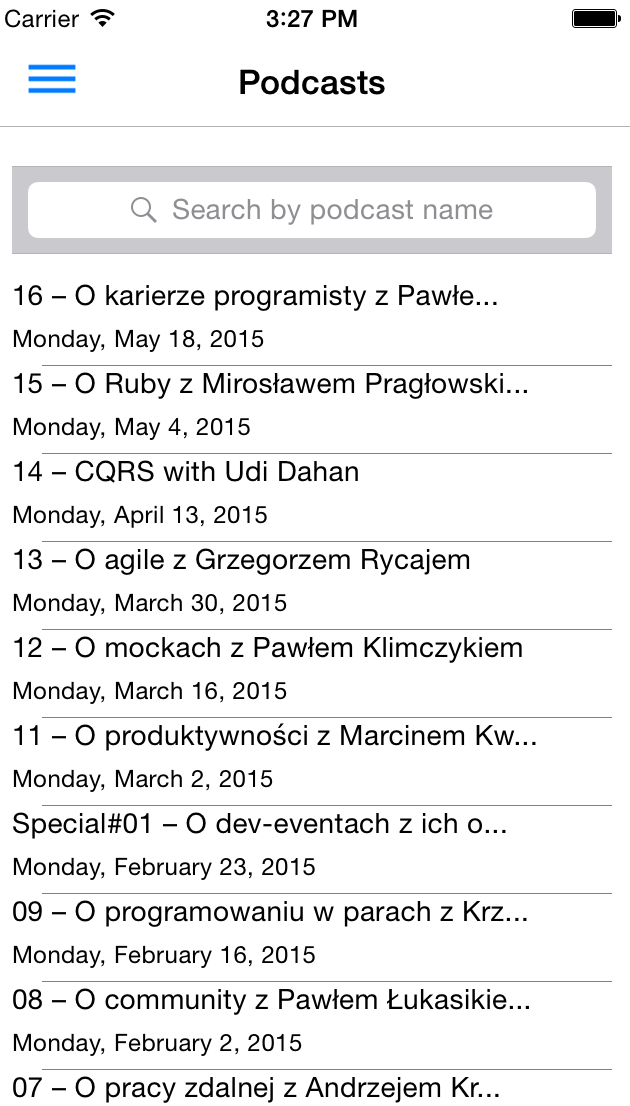 Carrier 3:27 PM
Podcasts
Search by podcast name
16 – O karierze programisty z Pawłe...
Monday, May 18, 2015
15 – O Ruby z Mirosławem Pragłowski...
Monday, May 4, 2015
14 – CQRS with Udi Dahan
Monday, April 13, 2015
13 – O agile z Grzegorzem Rycajem
Monday, March 30, 2015
12 – O mockach z Pawłem Klimczykiem
Monday, March 16, 2015
11 – O produktywności z Marcinem Kw...
Monday, March 2, 2015
Special#01 – O dev-eventach z ich o...
Monday, February 23, 2015
09 – O programowaniu w parach z Krz...
Monday, February 16, 2015
08 – O community z Pawłem Łukasikie...
Monday, February 2, 2015
07 – O pracy zdalnej z Andrzejem Kr...